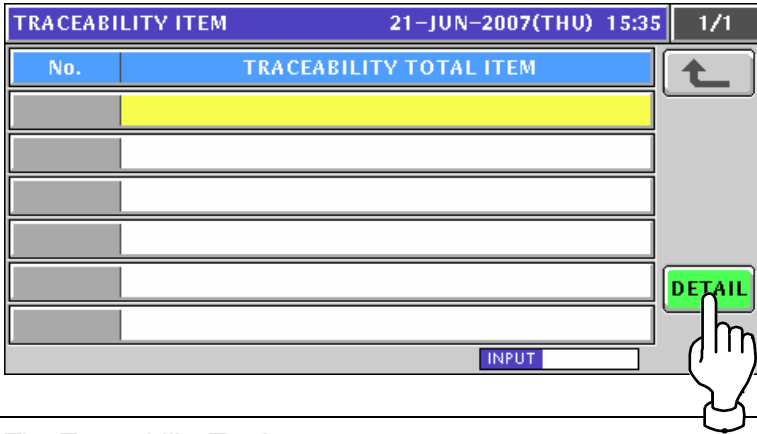 TRACEABILITY ITEM 21-JUN-2007(THU) 15:35 1/1
No. TRACEABILITY TOTAL ITEM
DETAIL
INPUT